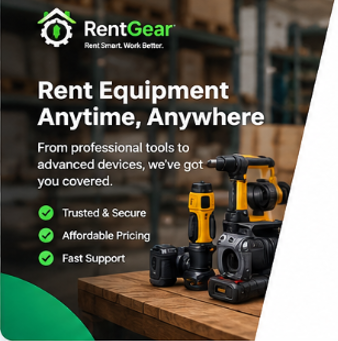 RentGear
Rent Smart. Work Better.
Rent Equipment
Anytime, Anywhere
From professional tools to
advanced devices, we've got
you covered.
Trusted & Secure
Affordable Pricing
Fast Support